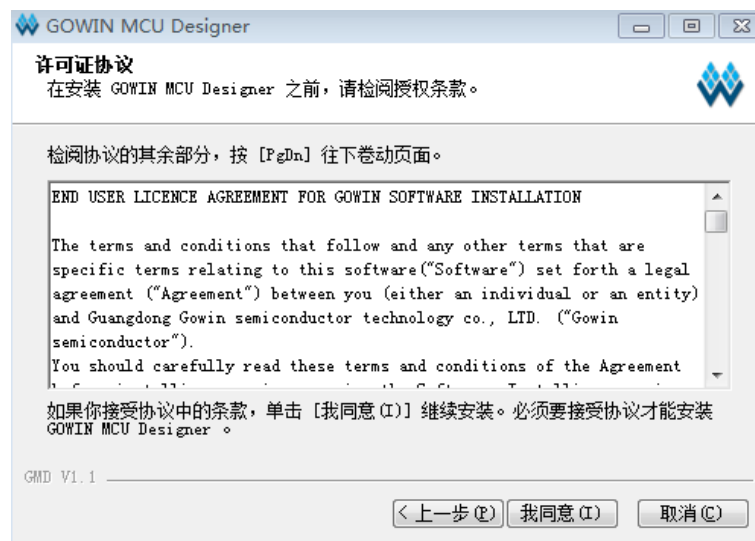 GOWIN MCU Designer
许可证协议
在安装 GOWIN MCU Designer 之前，请检阅授权条款。
检阅协议的其余部分，按 [PgDn] 往下卷动页面。
END USER LICENCE AGREEMENT FOR GOWIN SOFTWARE INSTALLATION
The terms and conditions that follow and any other terms that are
specific terms relating to this software(“Software”) set forth a legal
agreement (“Agreement”) between you (either an individual or an entity)
and Guangdong Gowin semiconductor technology co., LTD. (“Gowin
semiconductor”).
You should carefully read these terms and conditions of the Agreement
如果你接受协议中的条款，单击 [我同意(I)] 继续安装。必须要接受协议才能安装
GOWIN MCU Designer 。
GMD V1.1
< 上一步(P) 我同意(I) 取消(C)